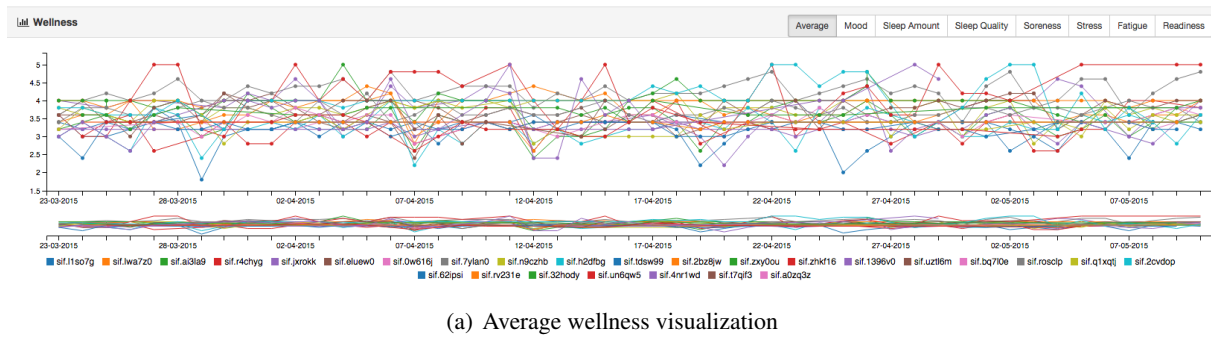 Wellness
Average Mood Sleep Amount Sleep Quality Soreness Stress Fatigue Readiness
5
4.5
4
3.5
3
2.5
2
1.5
23-03-2015 28-03-2015 02-04-2015 07-04-2015 12-04-2015 17-04-2015 22-04-2015 27-04-2015 02-05-2015 07-05-2015
23-03-2015 28-03-2015 02-04-2015 07-04-2015 12-04-2015 17-04-2015 22-04-2015 27-04-2015 02-05-2015 07-05-2015
sif.l1so7g sif.lwa7z0 sif.ai3la9 sif.r4chyg sif.jxrokk sif.eluew0 sif.0w616j sif.7ylan0 sif.n9czhb sif.h2dfbg sif.tdsw99 sif.2bz8jw sif.zxy0ou sif.zhkf16 sif.1396v0 sif.uztl6m sif.bq7l0e sif.rosclp sif.q1xqtj sif.2cvdop
sif.62ipsi sif.rv231e sif.32hody sif.un6qw5 sif.4nr1wd sif.t7qif3 sif.a0zq3z
(a) Average wellness visualization